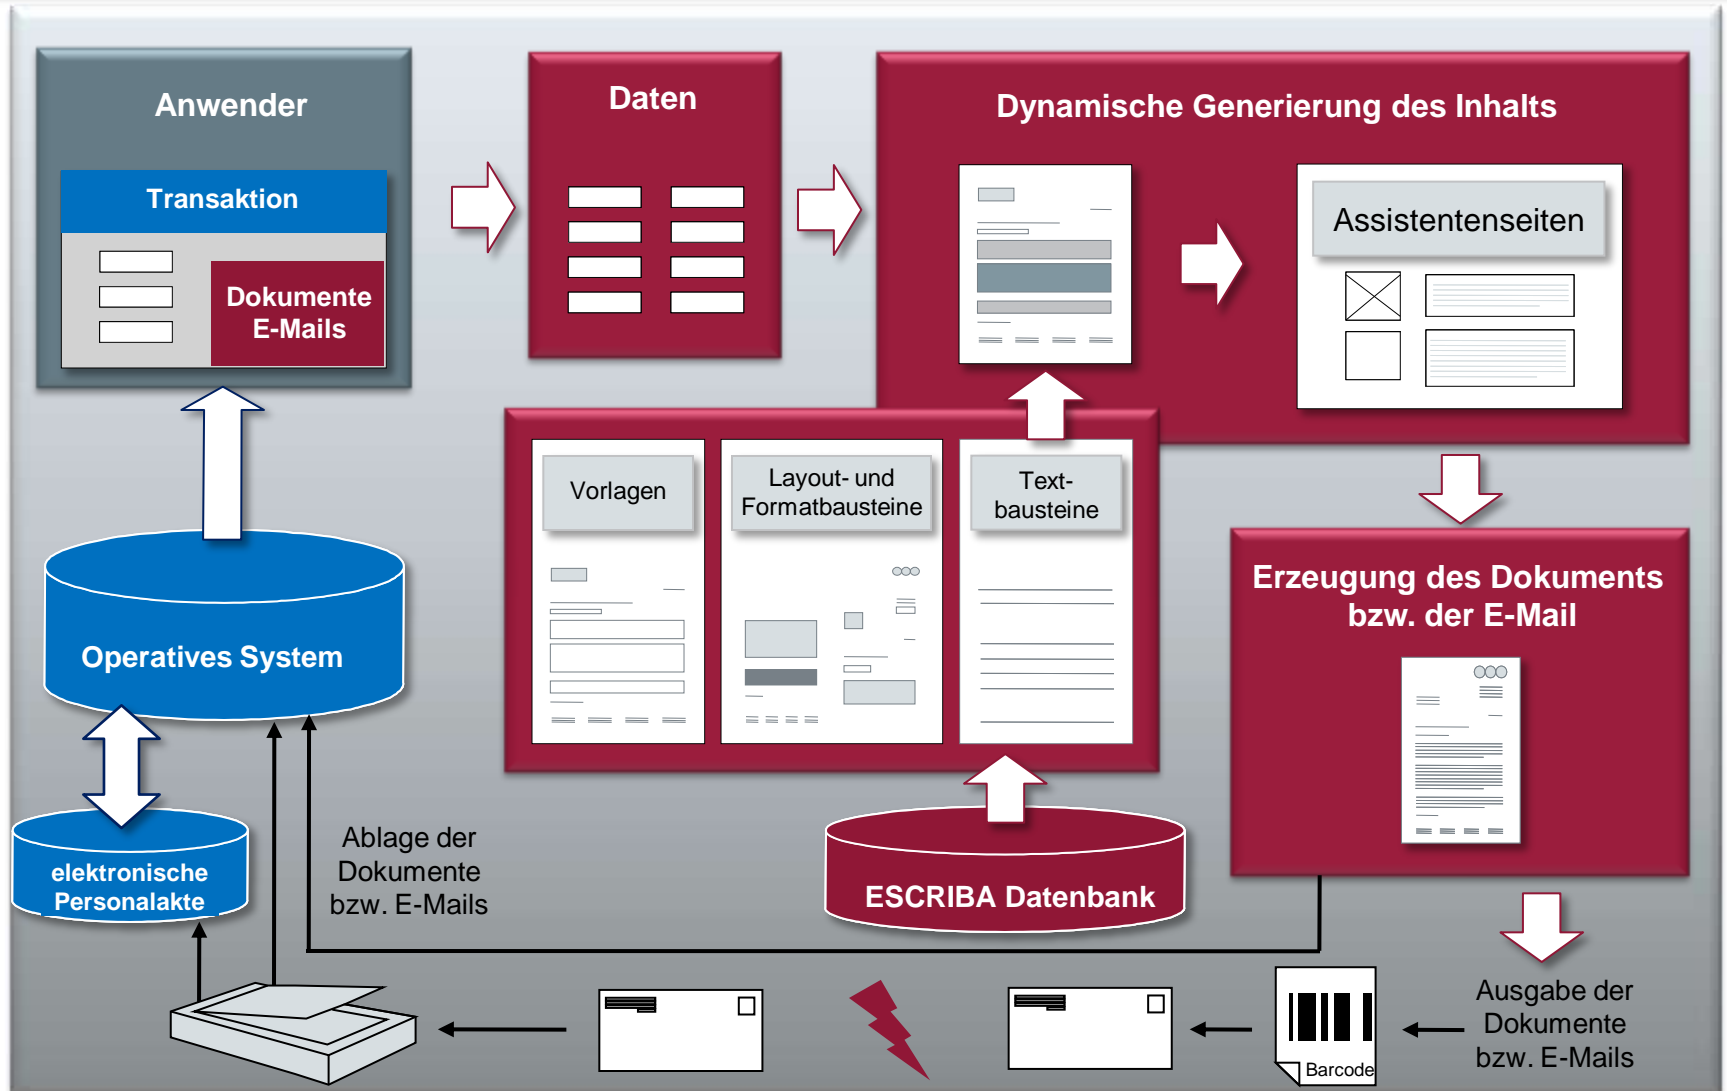 Anwender
Transaktion
Dokumente
E-Mails
Daten
Dynamische Generierung des Inhalts
Assistentenseiten
Vorlagen
Layout- und
Formatbausteine
Text-
bausteine
Erzeugung des Dokuments
bzw. der E-Mail
Operatives System
elektronische
Personalakte
Ablage der
Dokumente
bzw. E-Mails
ESCRIBA Datenbank
Barcode
Ausgabe der
Dokumente
bzw. E-Mails